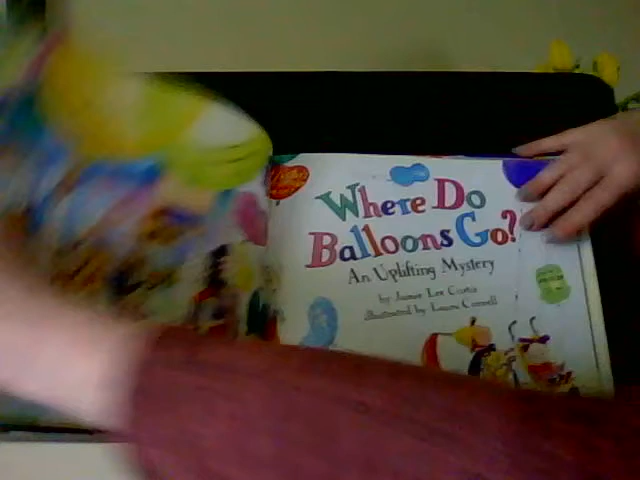 Where Do
Balloons Go?
An Uplifting Mystery
by Jamie Lee Curtis
illustrated by Laura Cornell